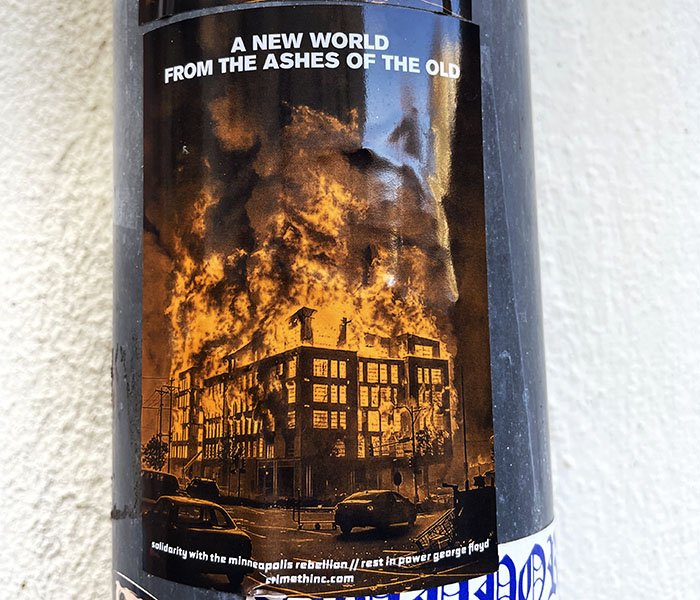 A NEW WORLD
FROM THE ASHES OF THE OLD
solidarity with the minneapolis rebellion // rest in power george floyd
crimethinc.com